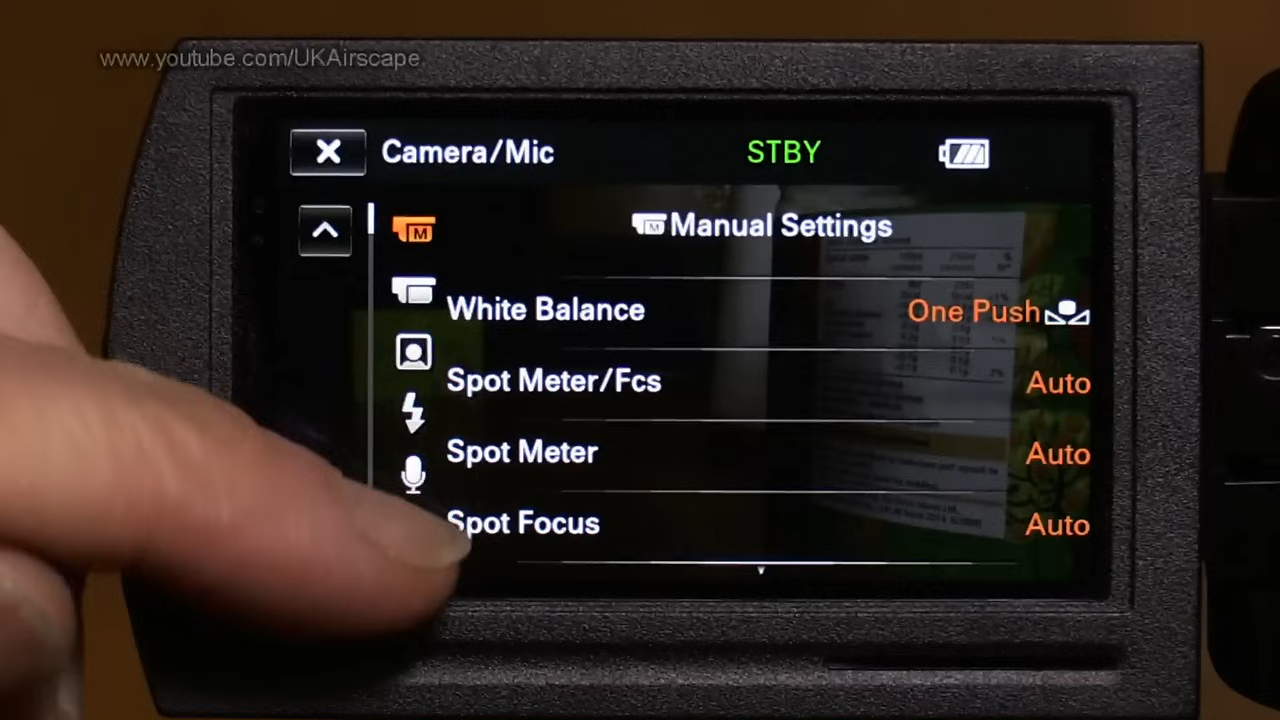 www.youtube.com/UKAirscape
Camera/Mic STBY
M M Manual Settings
White Balance One Push
Spot Meter/Fcs Auto
Spot Meter Auto
Spot Focus Auto